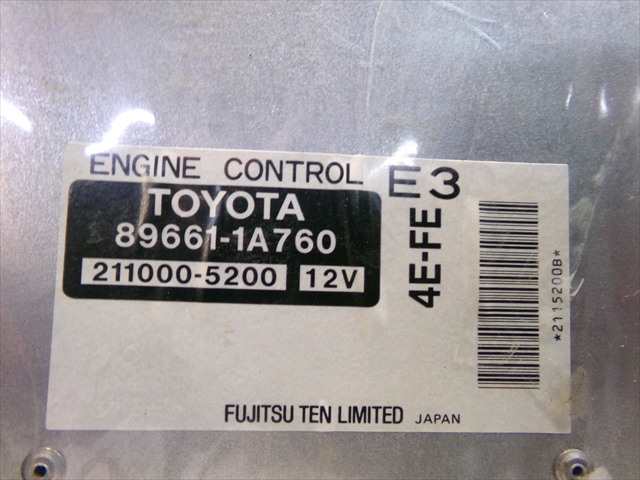 ENGINE CONTROL E3
TOYOTA
89661-1A760
211000-5200 12V
4E-FE
*2115200B*
FUJITSU TEN LIMITED JAPAN